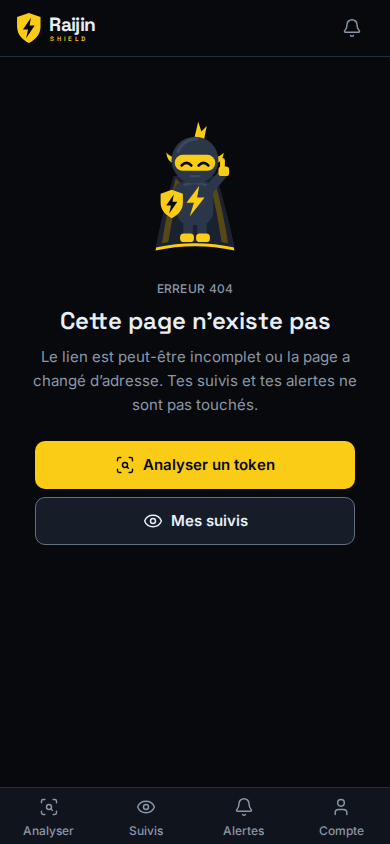 Raijin
SHIELD
ERREUR 404
Cette page n'existe pas
Le lien est peut-être incomplet ou la page a
changé d'adresse. Tes suivis et tes alertes ne
sont pas touchés.
Analyser un token
Mes suivis
Analyser
Suivis
Alertes
Compte